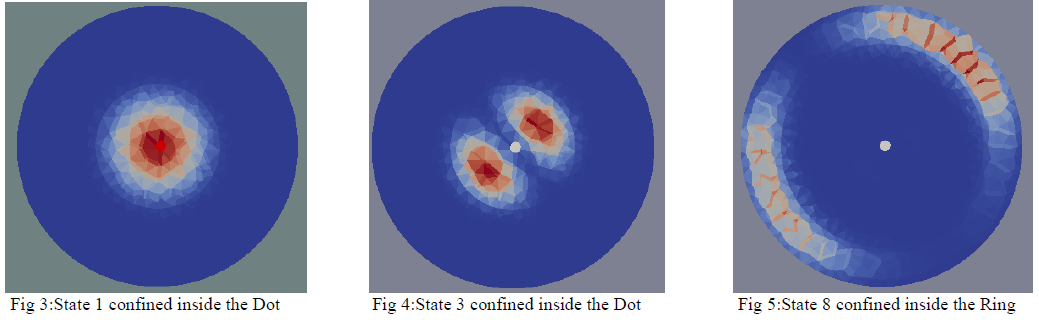 Fig 3:State 1 confined inside the Dot
Fig 4:State 3 confined inside the Dot
Fig 5:State 8 confined inside the Ring